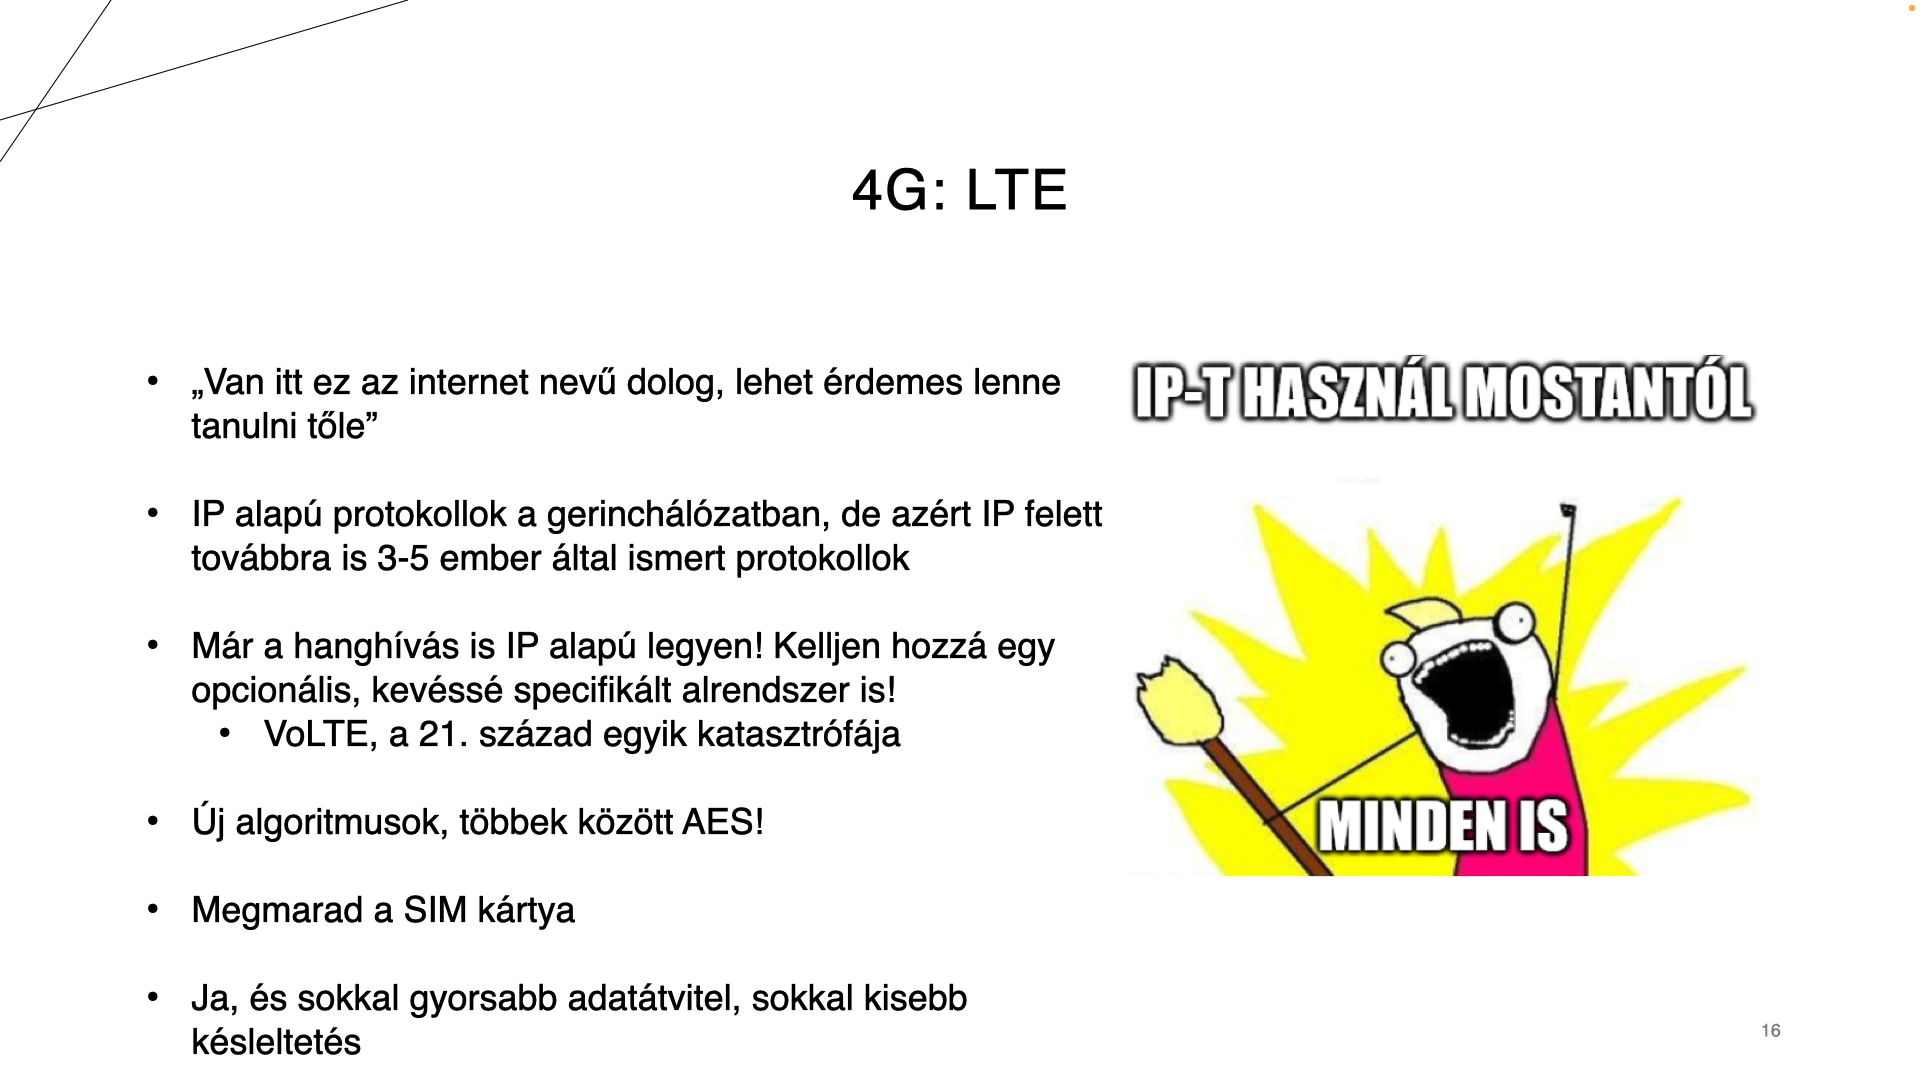 4G: LTE
• „Van itt ez az internet nevű dolog, lehet érdemes lenne
tanulni tőle”
• IP alapú protokollok a gerinchálózatban, de azért IP felett
továbbra is 3-5 ember által ismert protokollok
• Már a hanghívás is IP alapú legyen! Kelljen hozzá egy
opcionális, kevéssé specifikált alrendszer is!
• VoLTE, a 21. század egyik katasztrófája
• Új algoritmusok, többek között AES!
• Megmarad a SIM kártya
• Ja, és sokkal gyorsabb adatátvitel, sokkal kisebb
késleltetés
IP-T HASZNÁL MOSTANTÓL
MINDEN IS
16